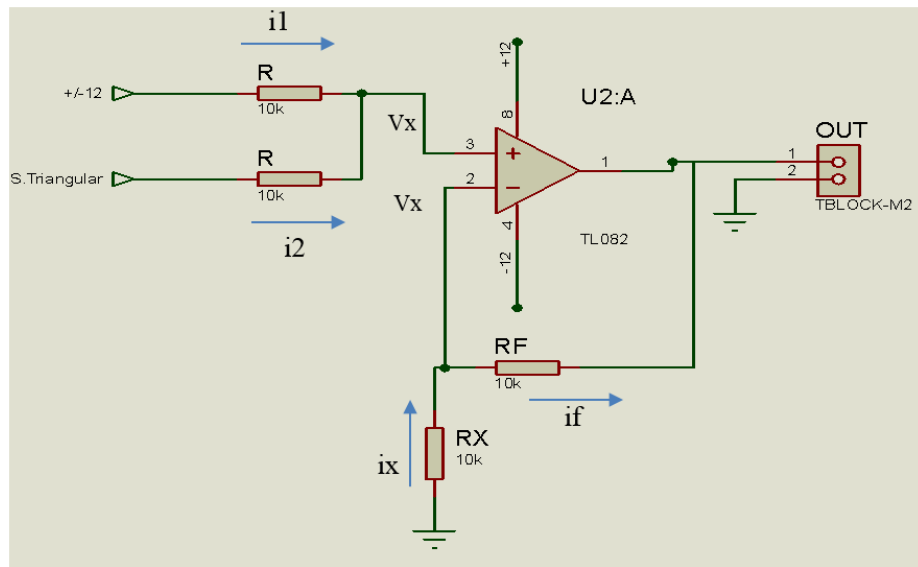 i1
+/-12
R
10k
Vx
+12
8
U2:A
3
1
OUT
1
2
TBLOCK-M2
S.Triangular
R
10k
Vx
2
4
-12
TL082
i2
RF
10k
if
ix
RX
10k